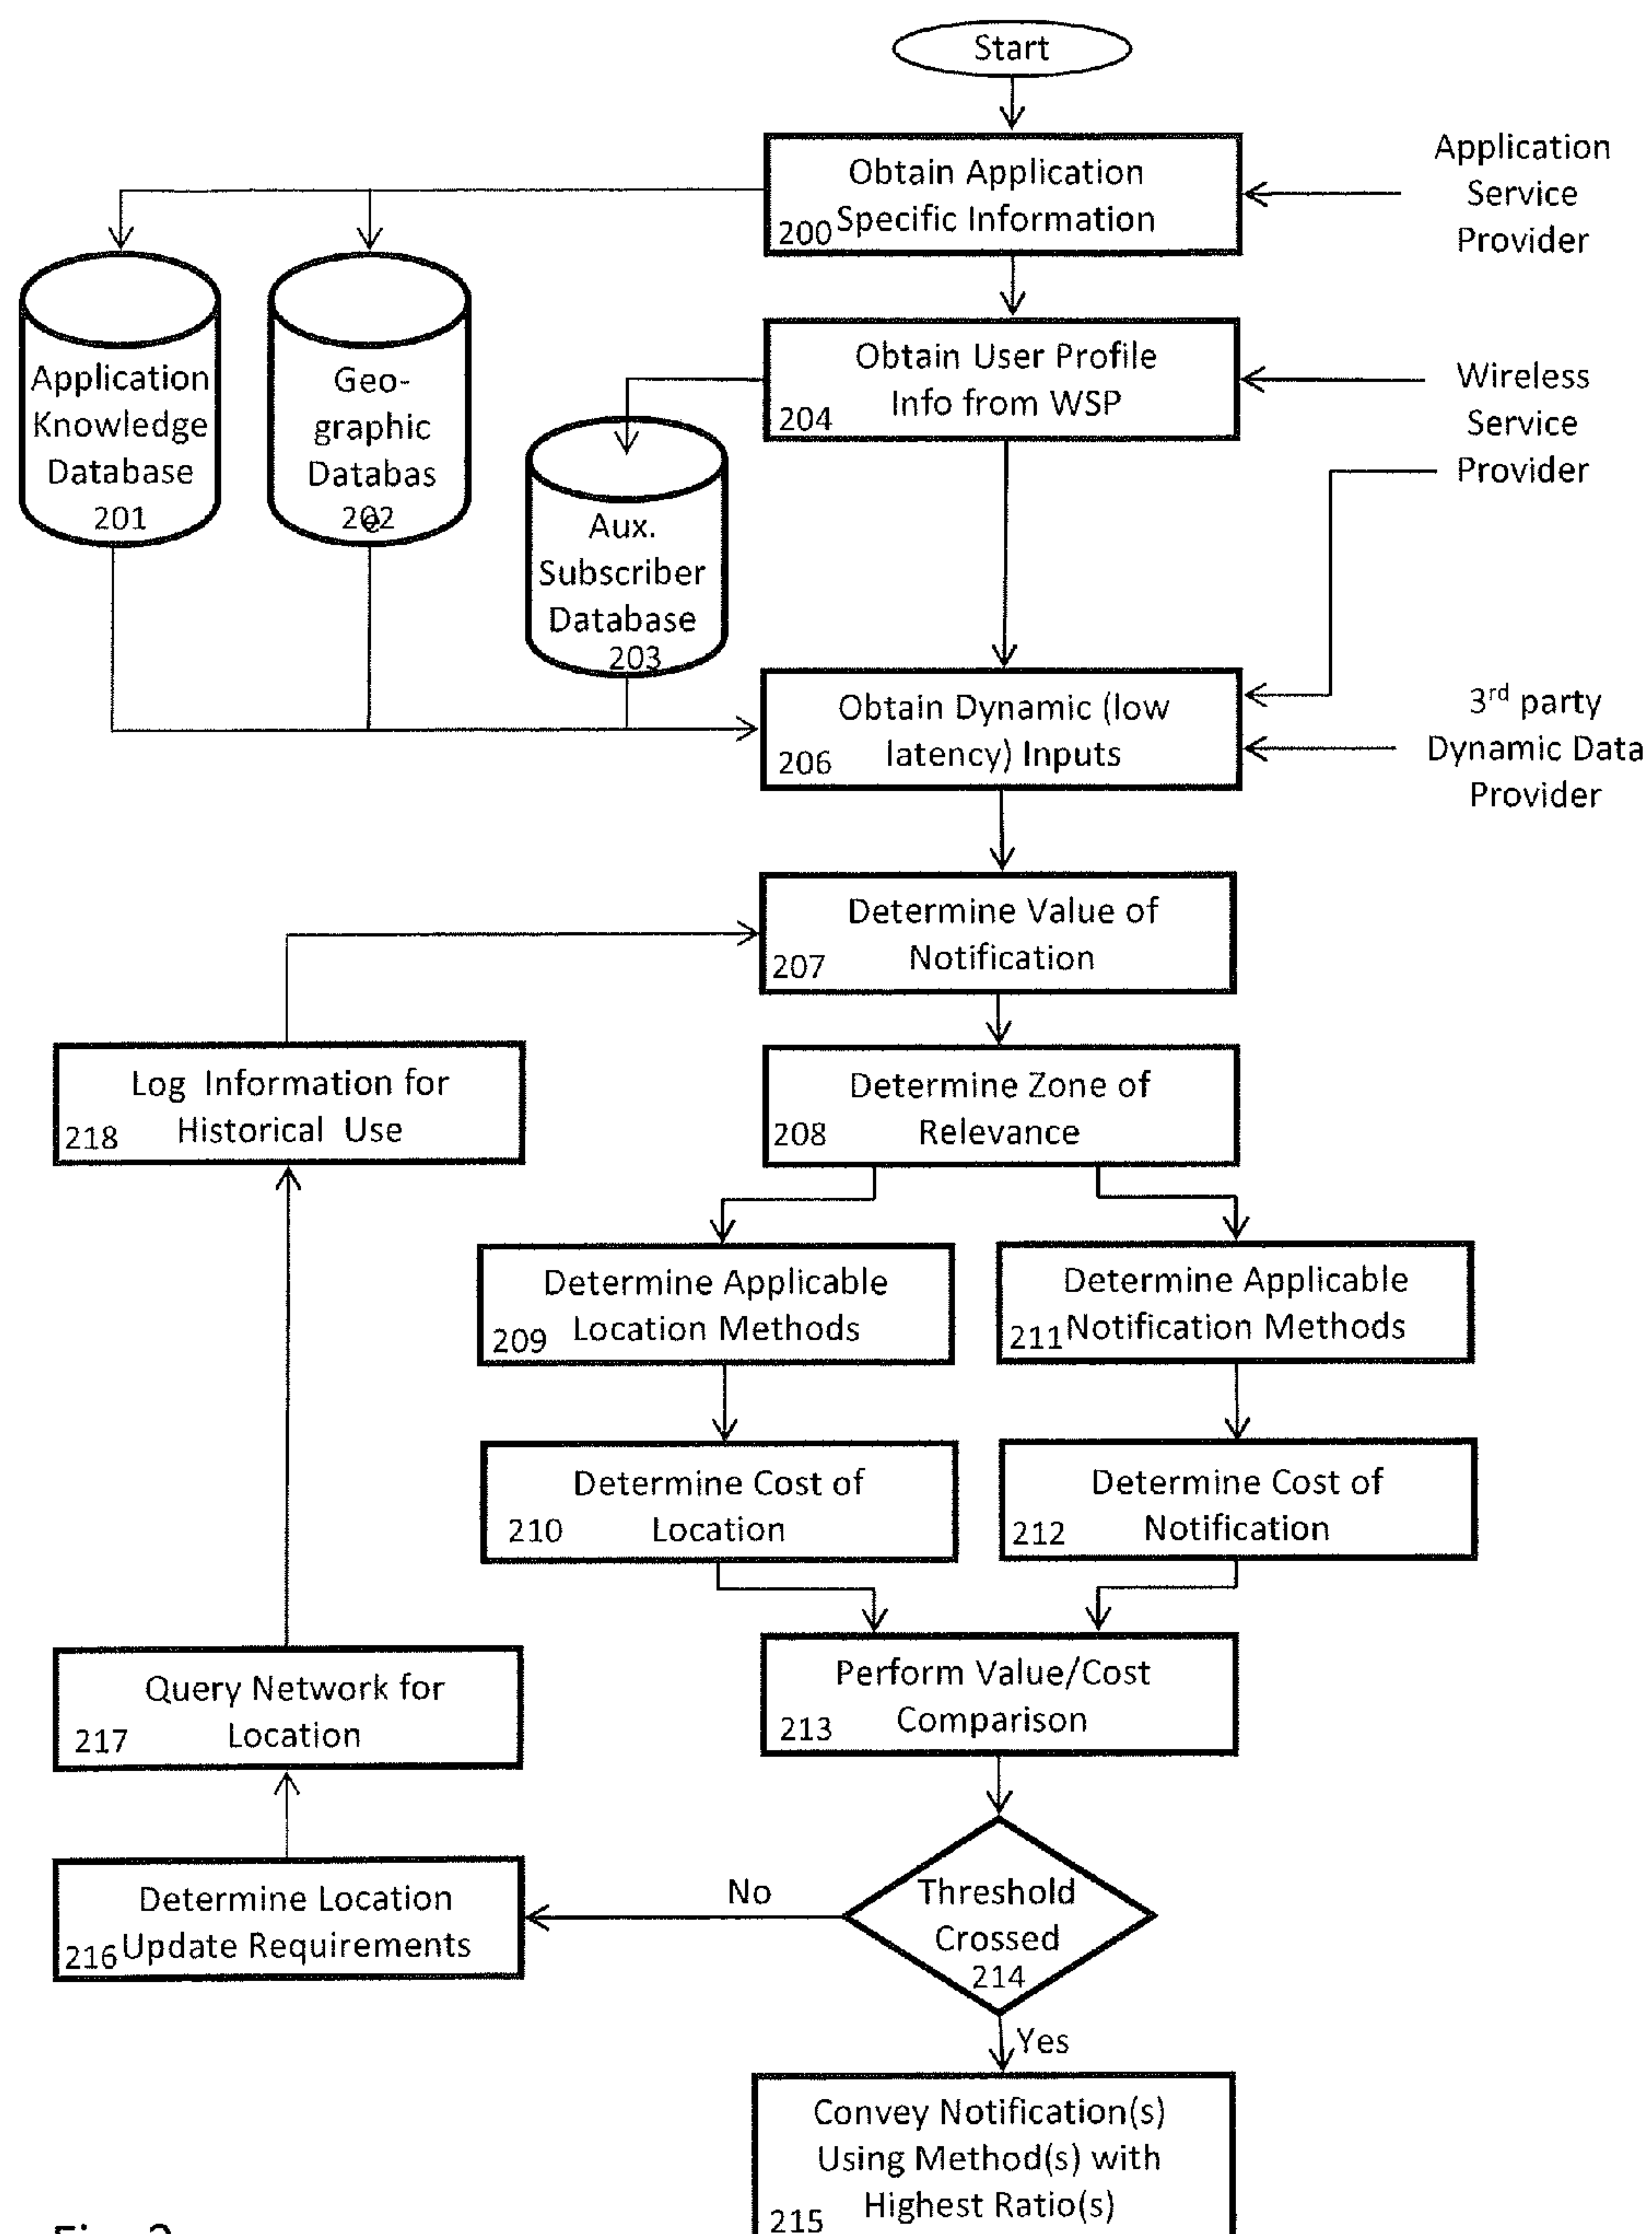 Start
Obtain Application
Specific Information
200
Application
Service
Provider
Application
Knowledge
Database
201
Geo-
graphic
Databas
e
202
Obtain User Profile
Info from WSP
204
Wireless
Service
Provider
Aux.
Subscriber
Database
203
Obtain Dynamic (low
latency) Inputs
206
3rd party
Dynamic Data
Provider
Determine Value of
Notification
207
Log Information for
Historical Use
218
Determine Zone of
Relevance
208
Determine Applicable
Location Methods
209
Determine Applicable
Notification Methods
211
Determine Cost of
Location
210
Determine Cost of
Notification
212
Query Network for
Location
217
Perform Value/Cost
Comparison
213
Determine Location
Update Requirements
216
No
Threshold
Crossed
214
Yes
Convey Notification(s)
Using Method(s) with
Highest Ratio(s)
215